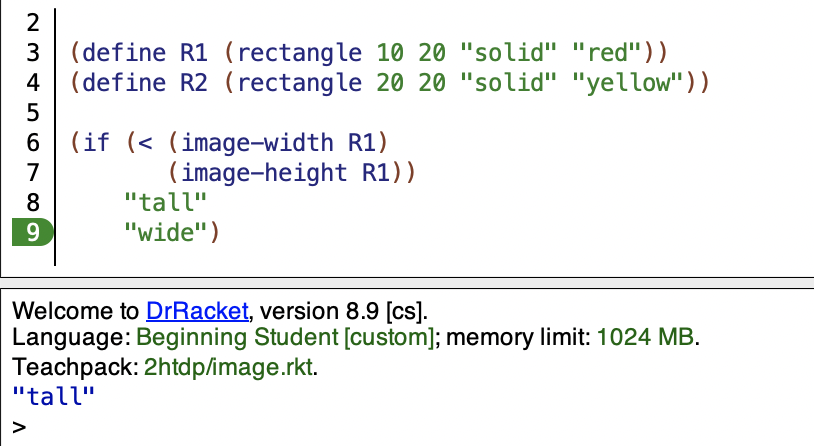 2
3 (define R1 (rectangle 10 20 "solid" "red"))
4 (define R2 (rectangle 20 20 "solid" "yellow"))
5
6 (if (< (image-width R1)
7        (image-height R1))
8     "tall"
9     "wide")
Welcome to DrRacket, version 8.9 [cs].
Language: Beginning Student [custom]; memory limit: 1024 MB.
Teachpack: 2htdp/image.rkt.
"tall"
>